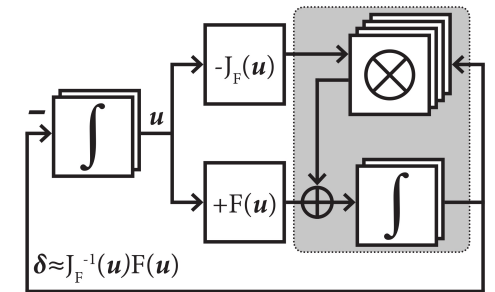 -J_F(u)
− u
∫
+F(u) ∫
δ≈J_F⁻¹(u)F(u)